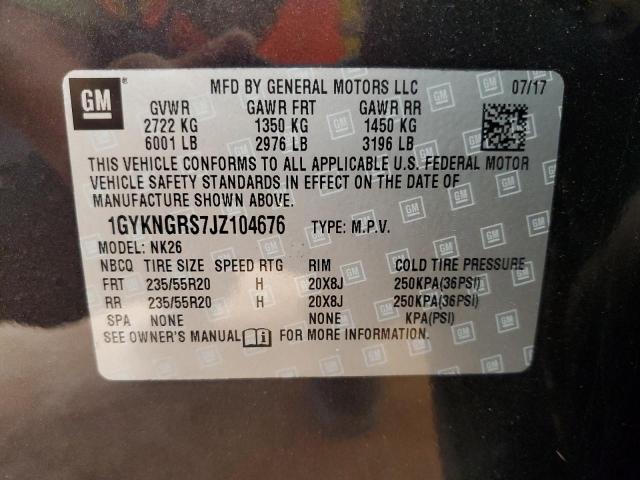 GM
MFD BY GENERAL MOTORS LLC 07/17
GVWR GAWR FRT GAWR RR
2722 KG 1350 KG 1450 KG
6001 LB 2976 LB 3196 LB
THIS VEHICLE CONFORMS TO ALL APPLICABLE U.S. FEDERAL MOTOR
VEHICLE SAFETY STANDARDS IN EFFECT ON THE DATE OF
MANUFACTURE SHOWN ABOVE.
1GYKNGRS7JZ104676 TYPE: M.P.V.
MODEL: NK26
NBCQ TIRE SIZE SPEED RTG RIM COLD TIRE PRESSURE
FRT 235/55R20 H 20X8J 250KPA(36PSI)
RR 235/55R20 H 20X8J 250KPA(36PSI)
SPA NONE NONE KPA(PSI)
SEE OWNER'S MANUAL FOR MORE INFORMATION.